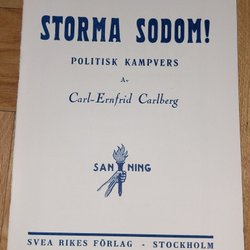 STORMA SODOM!
POLITISK KAMPVERS
Av
Carl-Ernfrid Carlberg
SAN NING
SVEA RIKES FÖRLAG - STOCKHOLM